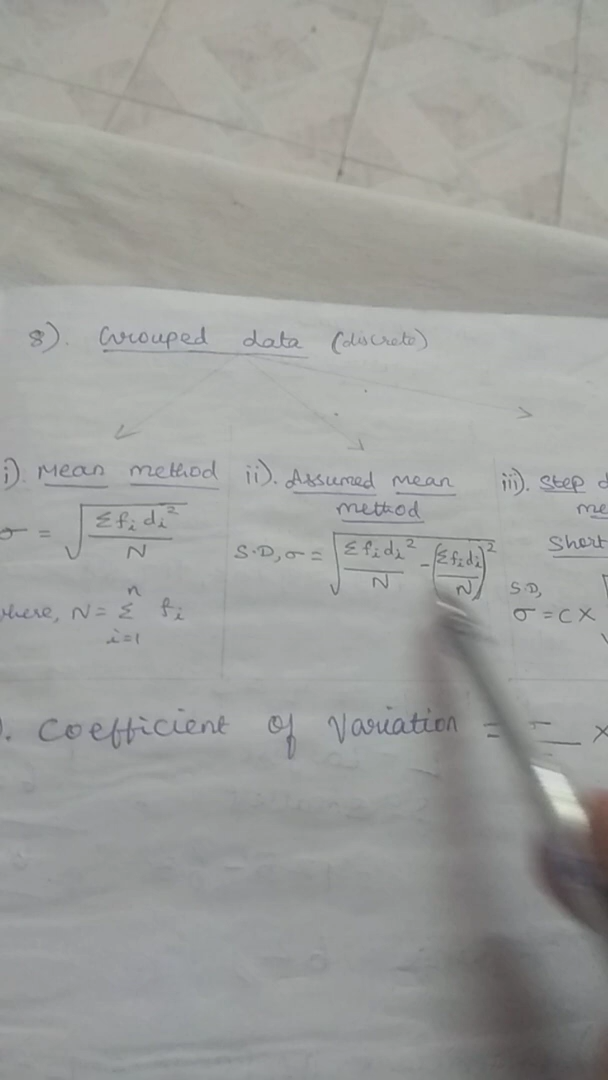 8). Grouped data (discrete)
i). Mean method
σ = √(Σfᵢdᵢ²/N)
where, N = Σⁿᵢ₌₁ fᵢ
ii). Assumed mean
method
S.D, σ = √(Σfᵢdᵢ²/N - (Σfᵢdᵢ/N)²)
iii). Step
Short
S.D,
σ = C ×
Coefficient of Variation = ×